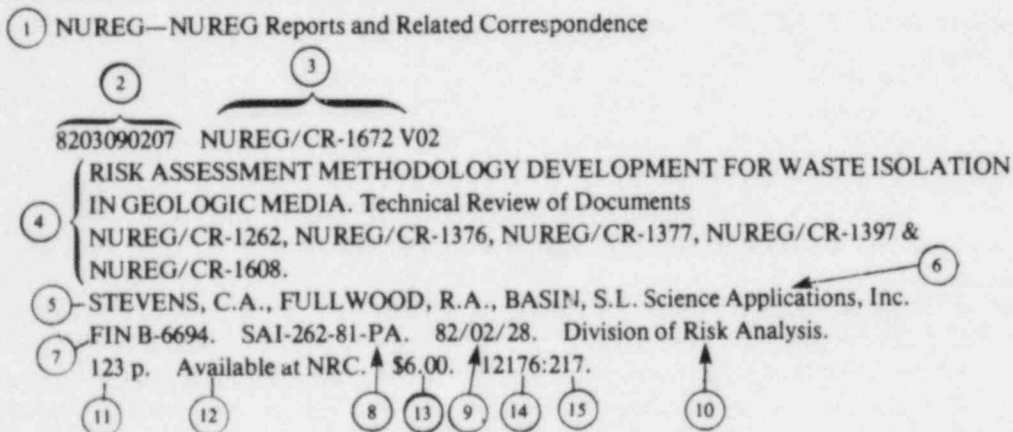 1 NUREG—NUREG Reports and Related Correspondence
2 3
8203090207 NUREG/CR-1672 V02
RISK ASSESSMENT METHODOLOGY DEVELOPMENT FOR WASTE ISOLATION
4 IN GEOLOGIC MEDIA. Technical Review of Documents
NUREG/CR-1262, NUREG/CR-1376, NUREG/CR-1377, NUREG/CR-1397 &
NUREG/CR-1608.
6
5 STEVENS, C.A., FULLWOOD, R.A., BASIN, S.L. Science Applications, Inc.
7 FIN B-6694. SAI-262-81-PA. 82/02/28. Division of Risk Analysis.
123 p. Available at NRC. $6.00. 12176:217.
11 12 8 13 9 14 15 10